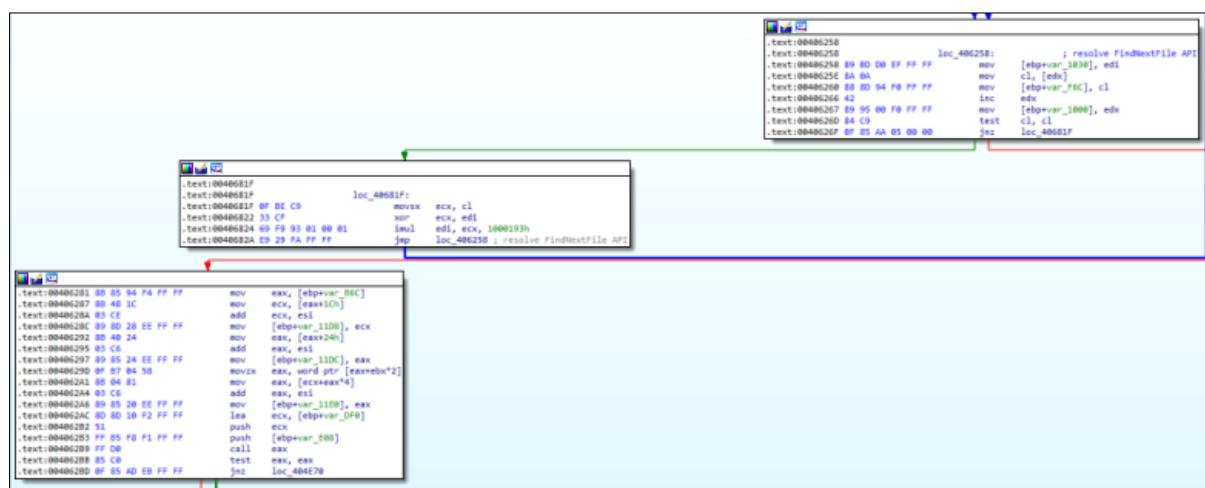 .text:00406258
.text:00406258 loc_406258: ; resolve FindNextFile API
.text:00406258 89 BD D0 EF FF FF mov [ebp+var_1030], edi
.text:0040625E 8A 0A mov cl, [edx]
.text:00406260 88 8D 94 F0 FF FF mov [ebp+var_F6C], cl
.text:00406266 42 inc edx
.text:00406267 89 95 00 F0 FF FF mov [ebp+var_1000], edx
.text:0040626D 84 C9 test cl, cl
.text:0040626F 0F 85 AA 05 00 00 jnz loc_40681F
.text:0040681F
.text:0040681F loc_40681F:
.text:0040681F 0F BE C9 movsx ecx, cl
.text:00406822 33 CF xor ecx, edi
.text:00406824 69 F9 93 01 00 01 imul edi, ecx, 1000193h
.text:0040682A E9 29 FA FF FF jmp loc_406258 ; resolve FindNextFile API
.text:00406281 8B 85 94 F4 FF FF mov eax, [ebp+var_B6C]
.text:00406287 8B 48 1C mov ecx, [eax+1Ch]
.text:0040628A 03 CE add ecx, esi
.text:0040628C 89 8D 28 EE FF FF mov [ebp+var_11D8], ecx
.text:00406292 8B 40 24 mov eax, [eax+24h]
.text:00406295 03 C6 add eax, esi
.text:00406297 89 85 24 EE FF FF mov [ebp+var_11DC], eax
.text:0040629D 0F B7 04 58 movzx eax, word ptr [eax+ebx*2]
.text:004062A1 8B 04 81 mov eax, [ecx+eax*4]
.text:004062A4 03 C6 add eax, esi
.text:004062A6 89 85 20 EE FF FF mov [ebp+var_11E0], eax
.text:004062AC 8D 8D 10 F2 FF FF lea ecx, [ebp+var_DF0]
.text:004062B2 51 push ecx
.text:004062B3 FF B5 F8 F1 FF FF push [ebp+var_E08]
.text:004062B9 FF D0 call eax
.text:004062BB 85 C0 test eax, eax
.text:004062BD 0F 85 AD EB FF FF jnz loc_404E70